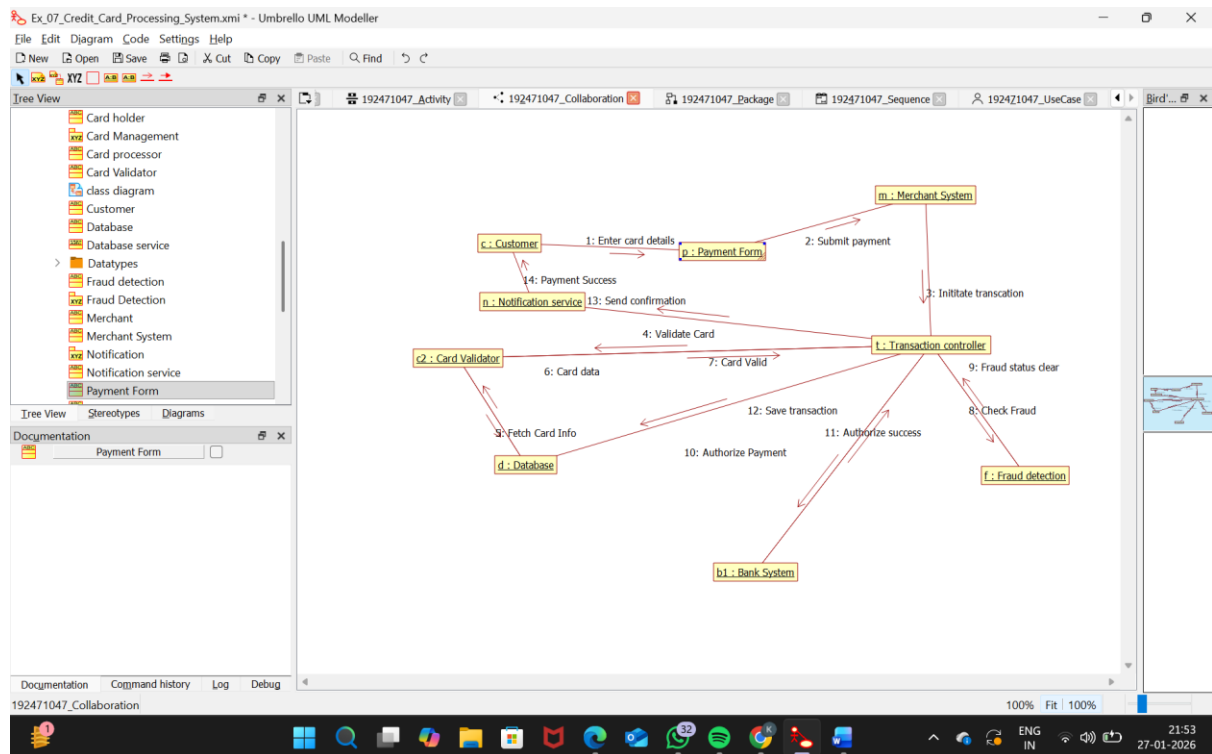 Ex_07_Credit_Card_Processing_System.xmi * - Umbrello UML Modeller
File Edit Diagram Code Settings Help
New Open Save Cut Copy Paste Find
XYZ A:B A:B
Tree View
192471047_Activity 192471047_Collaboration 192471047_Package 192471047_Sequence 192471047_UseCase
Bird'...
Card holder
Card Management
Card processor
Card Validator
class diagram
Customer
Database
Database service
Datatypes
Fraud detection
Fraud Detection
Merchant
Merchant System
Notification
Notification service
Payment Form
Tree View Stereotypes Diagrams
Documentation
Payment Form
m : Merchant System
c : Customer
1: Enter card details
p : Payment Form
2: Submit payment
14: Payment Success
n : Notification service
13: Send confirmation
3: Inititate transcation
4: Validate Card
t : Transaction controller
c2 : Card Validator
6: Card data
7: Card Valid
9: Fraud status clear
12: Save transaction
8: Check Fraud
5: Fetch Card Info
11: Authorize success
10: Authorize Payment
d : Database
f : Fraud detection
b1 : Bank System
Documentation Command history Log Debug
192471047_Collaboration
100% Fit 100%
1
32
ENG
IN
21:53
27-01-2026